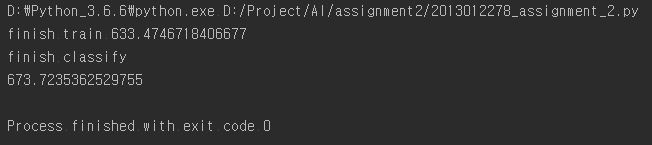 D:₩Python_3.6.6₩python.exe D:/Project/AI/assignment2/2013012278_assignment_2.py
finish train 633.4746718406677
finish classify
673.7235362529755
Process finished with exit code 0